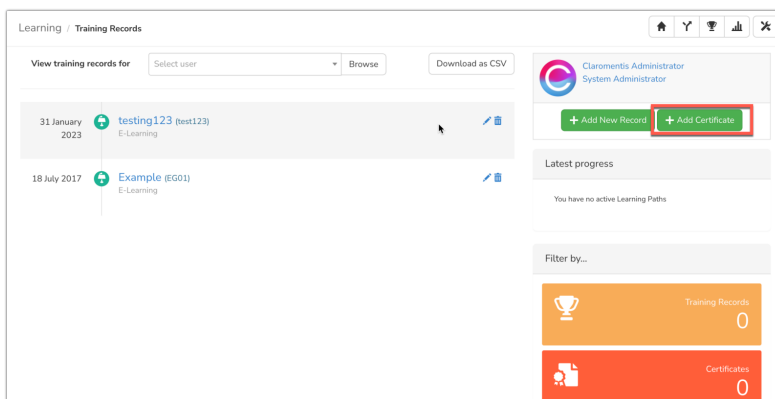 Learning / Training Records
View training records for
Select user
Browse
Download as CSV
31 January
2023
testing123 (test123)
E-Learning
18 July 2017
Example (EG01)
E-Learning
Claromentis Administrator
System Administrator
+ Add New Record
+ Add Certificate
Latest progress
You have no active Learning Paths
Filter by...
Training Records
0
Certificates
0